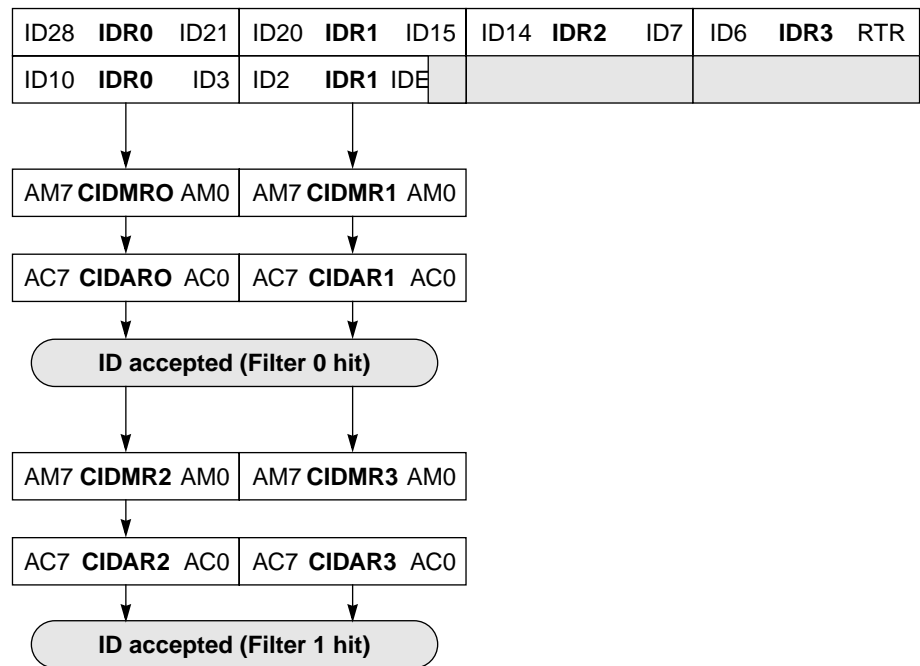 ID28 IDR0 ID21 ID20 IDR1 ID15 ID14 IDR2 ID7 ID6 IDR3 RTR
ID10 IDR0 ID3 ID2 IDR1 IDE
AM7 CIDMRO AM0 AM7 CIDMR1 AM0
AC7 CIDARO AC0 AC7 CIDAR1 AC0
ID accepted (Filter 0 hit)
AM7 CIDMR2 AM0 AM7 CIDMR3 AM0
AC7 CIDAR2 AC0 AC7 CIDAR3 AC0
ID accepted (Filter 1 hit)